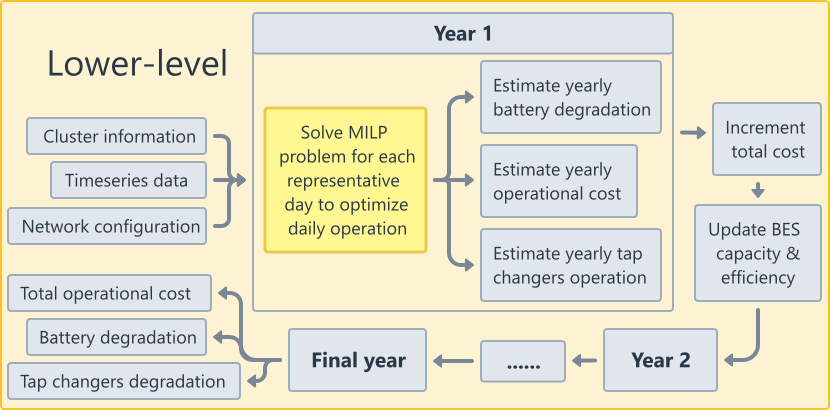 Lower-level
Year 1
Cluster information
Timeseries data
Network configuration
Solve MILP
problem for each
representative
day to optimize
daily operation
Estimate yearly
battery degradation
Estimate yearly
operational cost
Estimate yearly tap
changers operation
Increment
total cost
Update BES
capacity &
efficiency
Year 2
......
Final year
Total operational cost
Battery degradation
Tap changers degradation